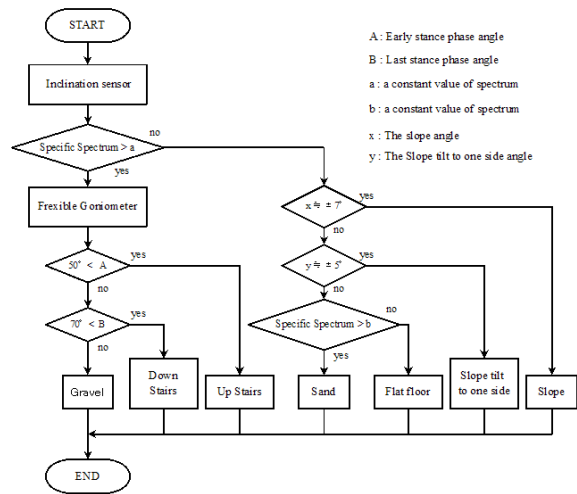 START
A : Early stance phase angle
B : Last stance phase angle
a : a constant value of spectrum
b : a constant value of spectrum
x : The slope angle
y : The Slope tilt to one side angle
Inclination sensor
Specific Spectrum > a
no
yes
Frexible Goniometer
x ≒ ± 7°
yes
no
50° < A
yes
no
y ≒ ± 5°
yes
no
70° < B
yes
no
Specific Spectrum > b
no
yes
Gravel
Down
Stairs
Up Stairs
Sand
Flat floor
Slope tilt
to one side
Slope
END